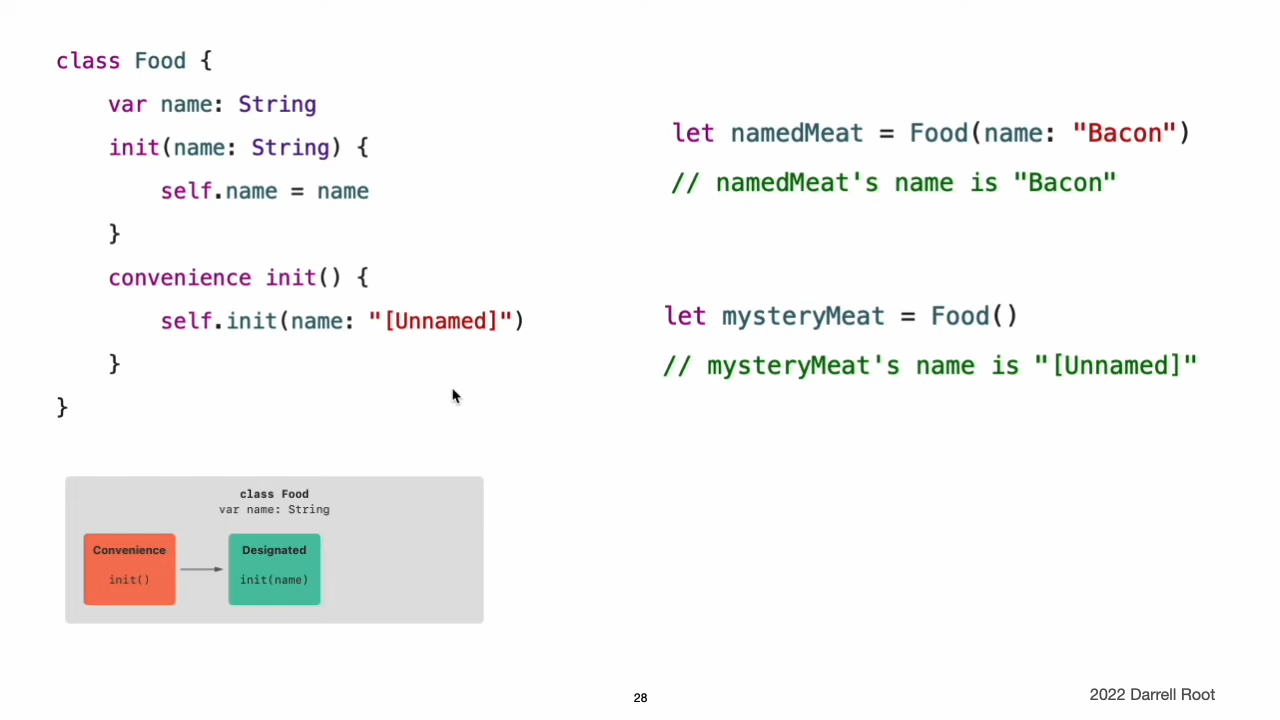 class Food {
var name: String
init(name: String) {
self.name = name
}
convenience init() {
self.init(name: "[Unnamed]")
}
}
let namedMeat = Food(name: "Bacon")
// namedMeat's name is "Bacon"
let mysteryMeat = Food()
// mysteryMeat's name is "[Unnamed]"
class Food
var name: String
Convenience
init()
Designated
init(name)
28
2022 Darrell Root